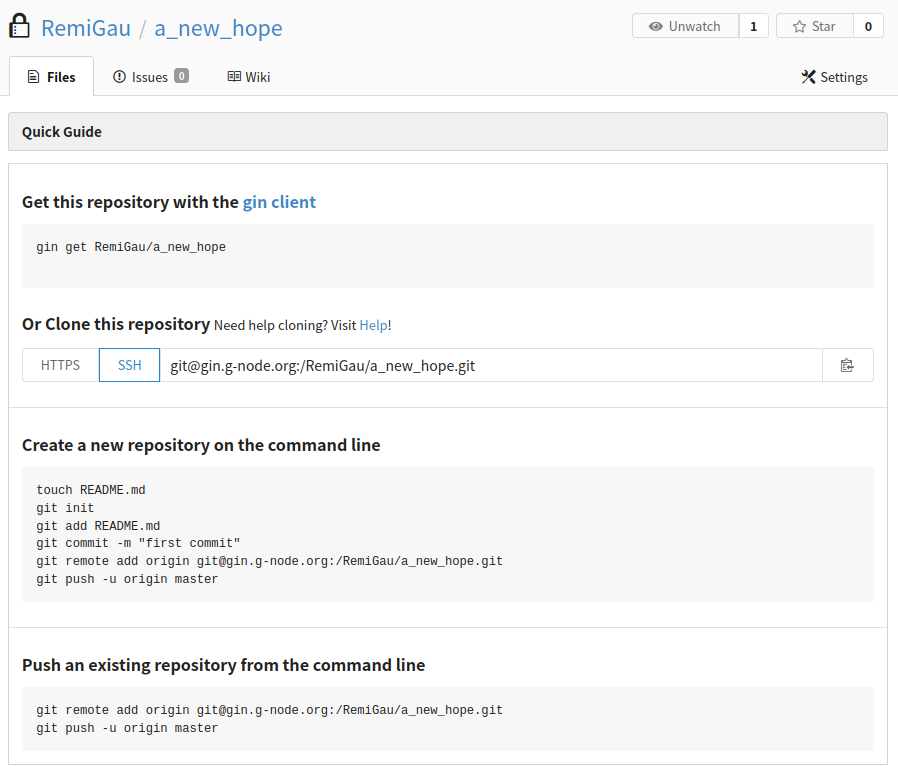 RemiGau / a_new_hope
Unwatch 1
Star 0
Files
Issues 0
Wiki
Settings
Quick Guide
Get this repository with the gin client
gin get RemiGau/a_new_hope
Or Clone this repository Need help cloning? Visit Help!
HTTPS SSH git@gin.g-node.org:/RemiGau/a_new_hope.git
Create a new repository on the command line
touch README.md
git init
git add README.md
git commit -m "first commit"
git remote add origin git@gin.g-node.org:/RemiGau/a_new_hope.git
git push -u origin master
Push an existing repository from the command line
git remote add origin git@gin.g-node.org:/RemiGau/a_new_hope.git
git push -u origin master